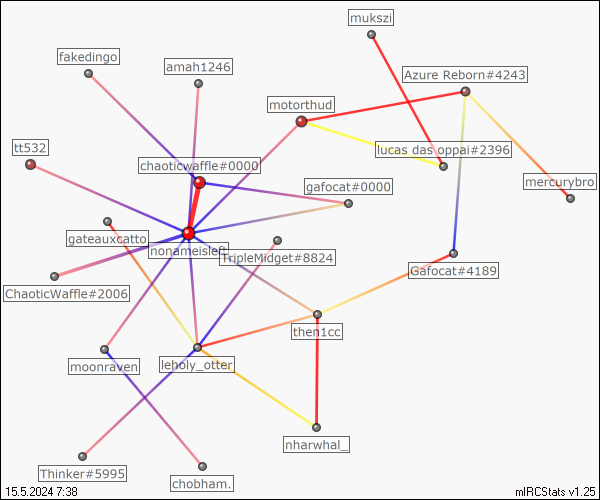 mukszi
fakedingo
amah1246
Azure Reborn#4243
motorthud
tt532
lucas das oppai#2396
chaoticwaffle#0000
mercurybro
gafocat#0000
gateauxcatto
nonameisleft
TripleMidget#8824
Gafocat#4189
ChaoticWaffle#2006
then1cc
moonraven
leholy_otter
nharwhal_
Thinker#5995
chobham.
15.5.2024 7:38
mIRCStats v1.25